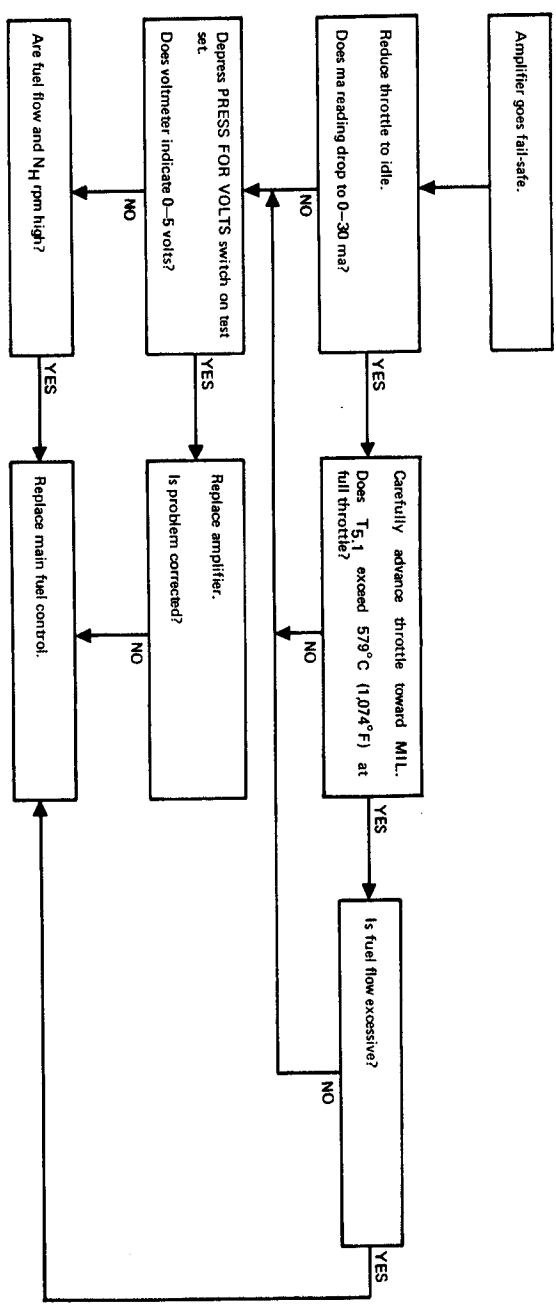 Amplifier goes fail-safe.
Reduce throttle to idle.
Does ma reading drop to 0–30 ma?
YES
NO
Carefully advance throttle toward MIL.
Does T5.1 exceed 579°C (1,074°F) at
full throttle?
YES
NO
Is fuel flow excessive?
YES
NO
Depress PRESS FOR VOLTS switch on test
set.
Does voltmeter indicate 0–5 volts?
YES
NO
Replace amplifier.
Is problem corrected?
NO
Are fuel flow and NH rpm high?
YES
Replace main fuel control.